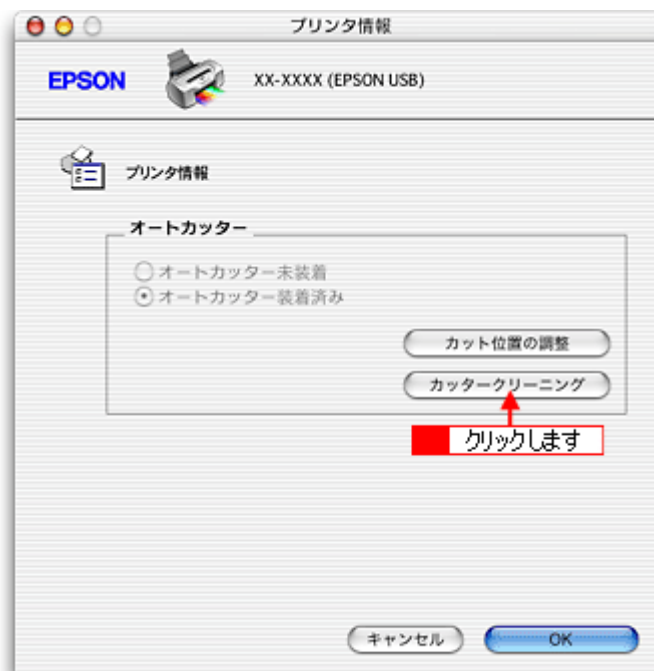 プリンタ情報
EPSON XX-XXXX (EPSON USB)
プリンタ情報
オートカッター
オートカッター未装着
オートカッター装着済み
カット位置の調整
カッタークリーニング
クリックします
キャンセル OK